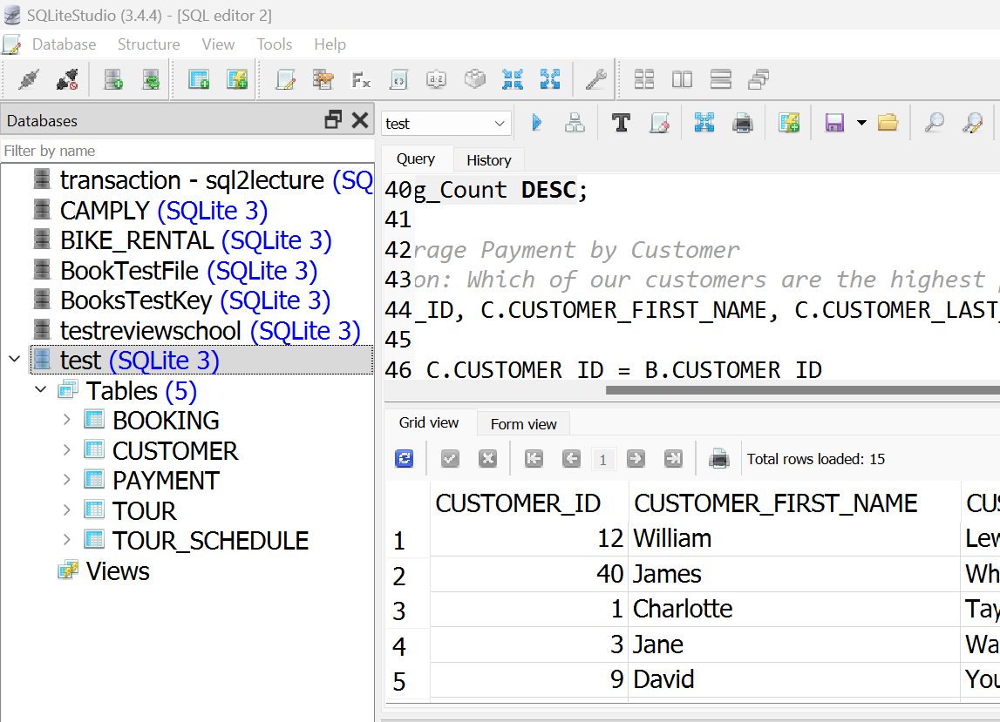 SQLiteStudio (3.4.4) - [SQL editor 2]
Database Structure View Tools Help
Databases
Filter by name
transaction - sql2lecture (SQ
CAMPLY (SQLite 3)
BIKE_RENTAL (SQLite 3)
BookTestFile (SQLite 3)
BooksTestKey (SQLite 3)
testreviewschool (SQLite 3)
test (SQLite 3)
Tables (5)
BOOKING
CUSTOMER
PAYMENT
TOUR
TOUR_SCHEDULE
Views
test
Query History
40g_Count DESC;
41
42rage Payment by Customer
43on: Which of our customers are the highest
44_ID, C.CUSTOMER_FIRST_NAME, C.CUSTOMER_LAST_
45
46 C.CUSTOMER_ID = B.CUSTOMER_ID
Grid view Form view
1 Total rows loaded: 15
CUSTOMER_ID CUSTOMER_FIRST_NAME CUS
1 12 William Lew
2 40 James Wh
3 1 Charlotte Tay
4 3 Jane Wa
5 9 David You